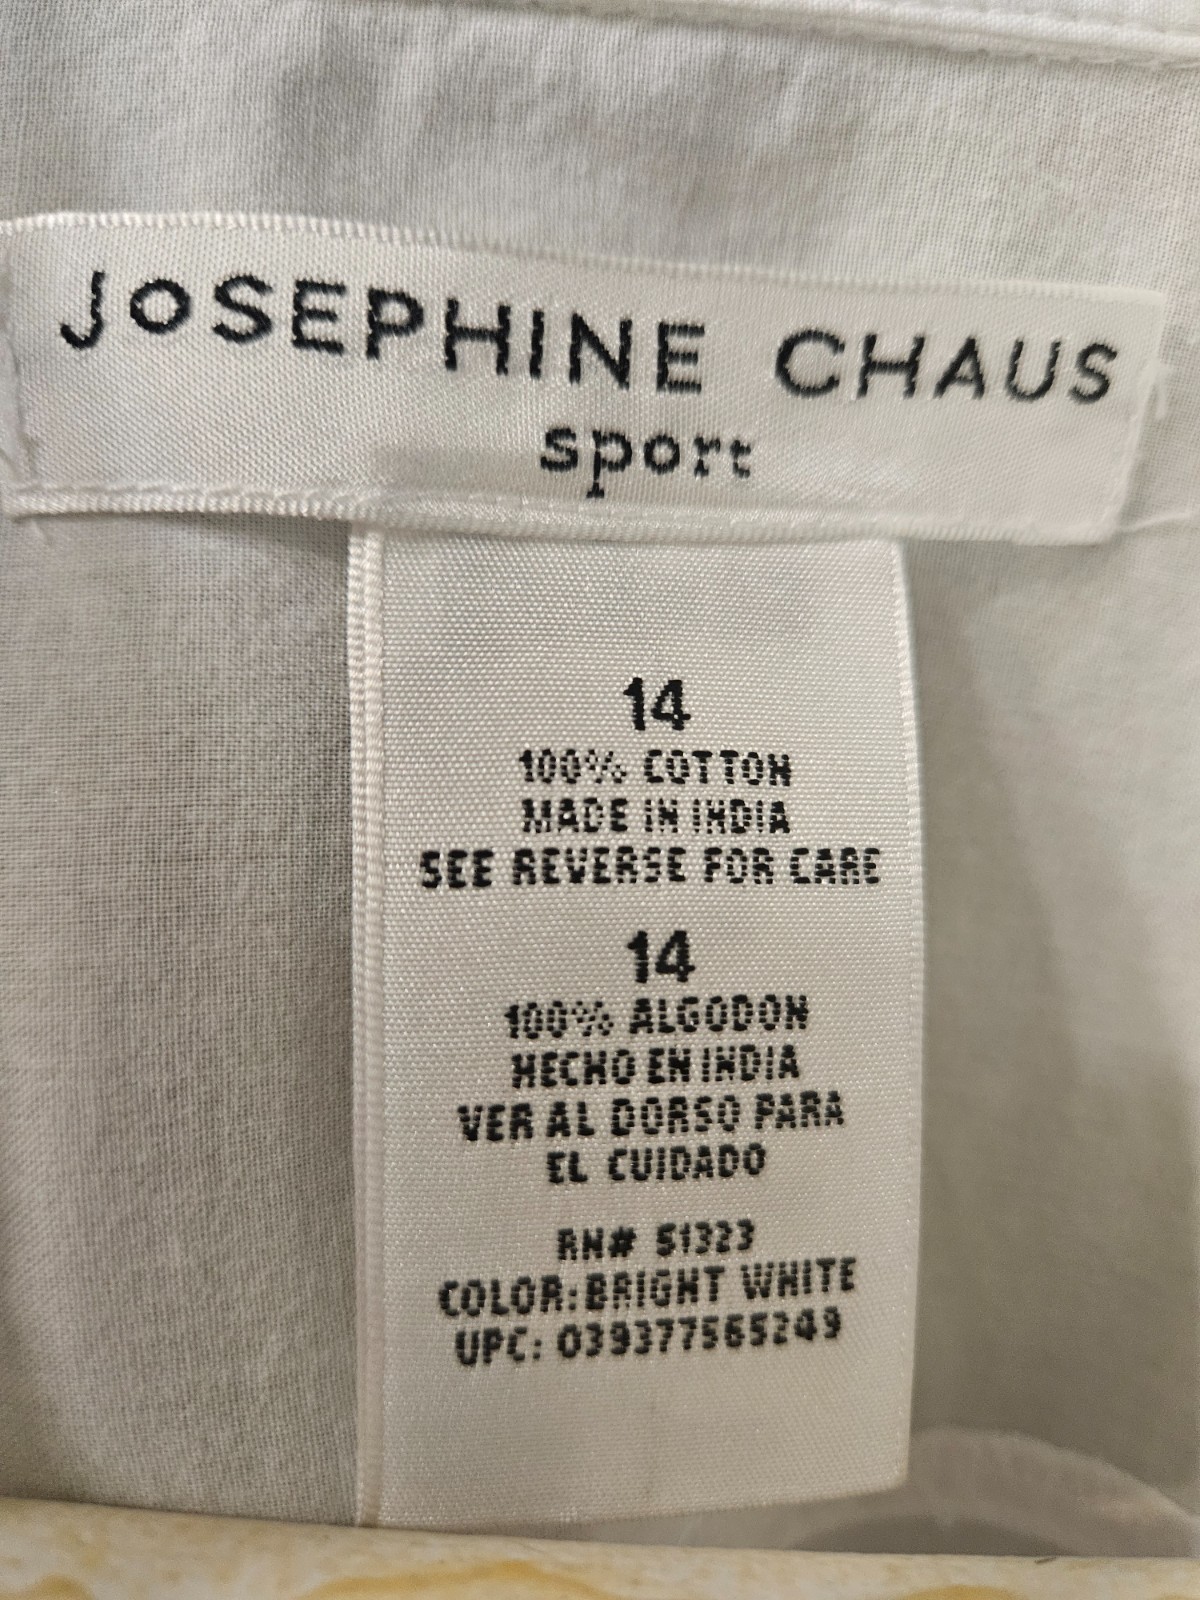 JoSEPHINE CHAUS
sport
14
100% COTTON
MADE IN INDIA
SEE REVERSE FOR CARE
14
100% ALGODON
HECHO EN INDIA
VER AL DORSO PARA
EL CUIDADO
RN# 51323
COLOR:BRIGHT WHITE
UPC: 039377565249